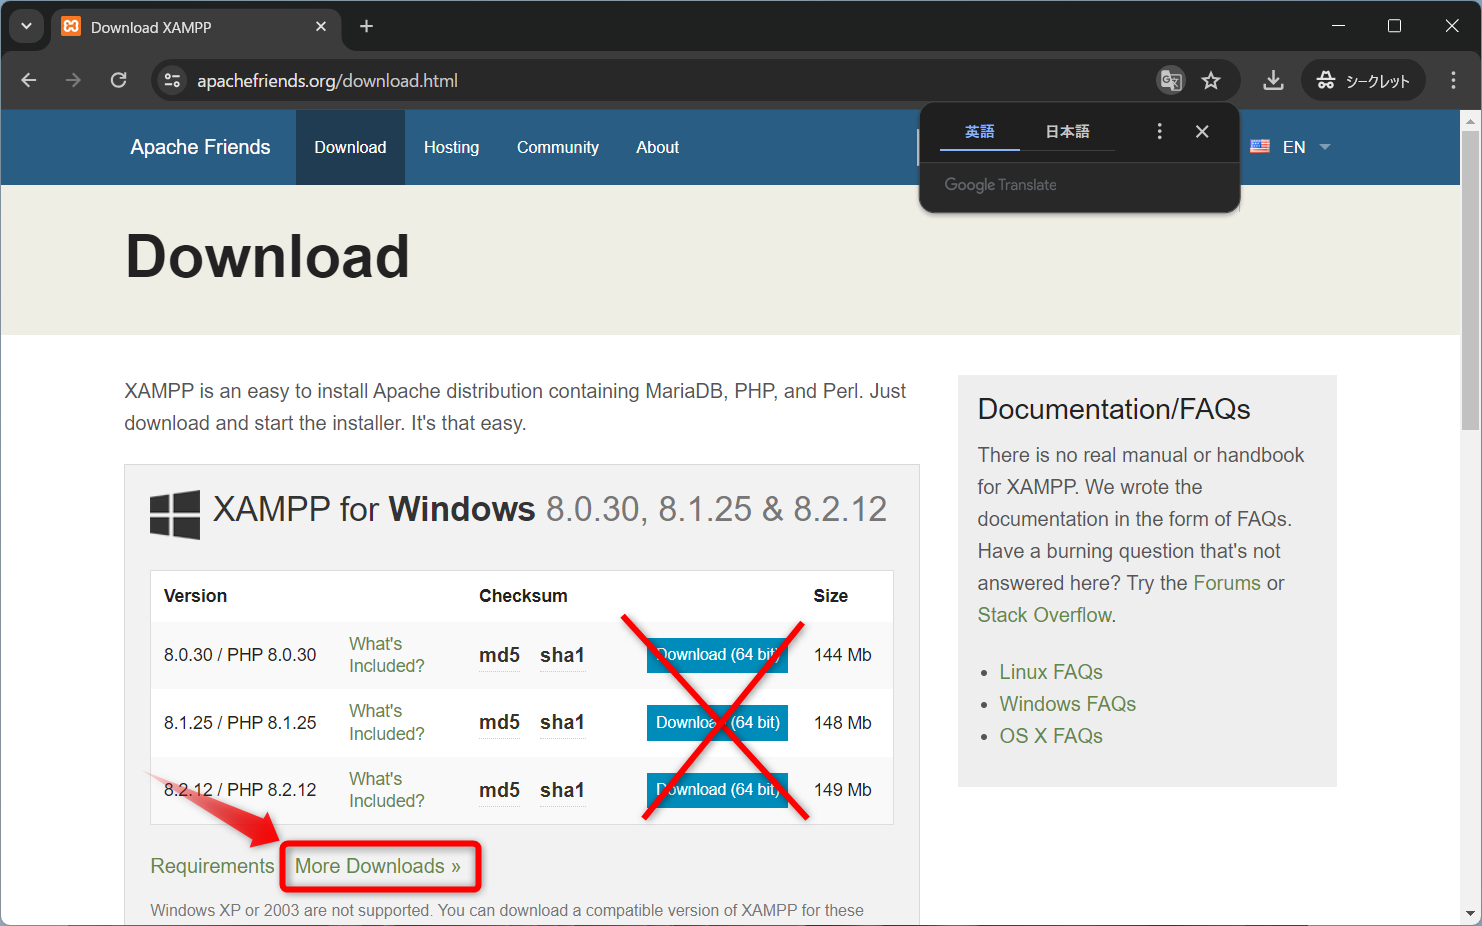 Download XAMPP
apachefriends.org/download.html
シークレット
Apache Friends
Download
Hosting
Community
About
英語
日本語
Google Translate
EN
Download
XAMPP is an easy to install Apache distribution containing MariaDB, PHP, and Perl. Just
download and start the installer. It's that easy.
XAMPP for Windows 8.0.30, 8.1.25 & 8.2.12
Version Checksum Size
8.0.30 / PHP 8.0.30 What's Included? md5 sha1 Download (64 bit) 144 Mb
8.1.25 / PHP 8.1.25 What's Included? md5 sha1 Download (64 bit) 148 Mb
8.2.12 / PHP 8.2.12 What's Included? md5 sha1 Download (64 bit) 149 Mb
Requirements More Downloads »
Windows XP or 2003 are not supported. You can download a compatible version of XAMPP for these
Documentation/FAQs
There is no real manual or handbook
for XAMPP. We wrote the
documentation in the form of FAQs.
Have a burning question that's not
answered here? Try the Forums or
Stack Overflow.
• Linux FAQs
• Windows FAQs
• OS X FAQs